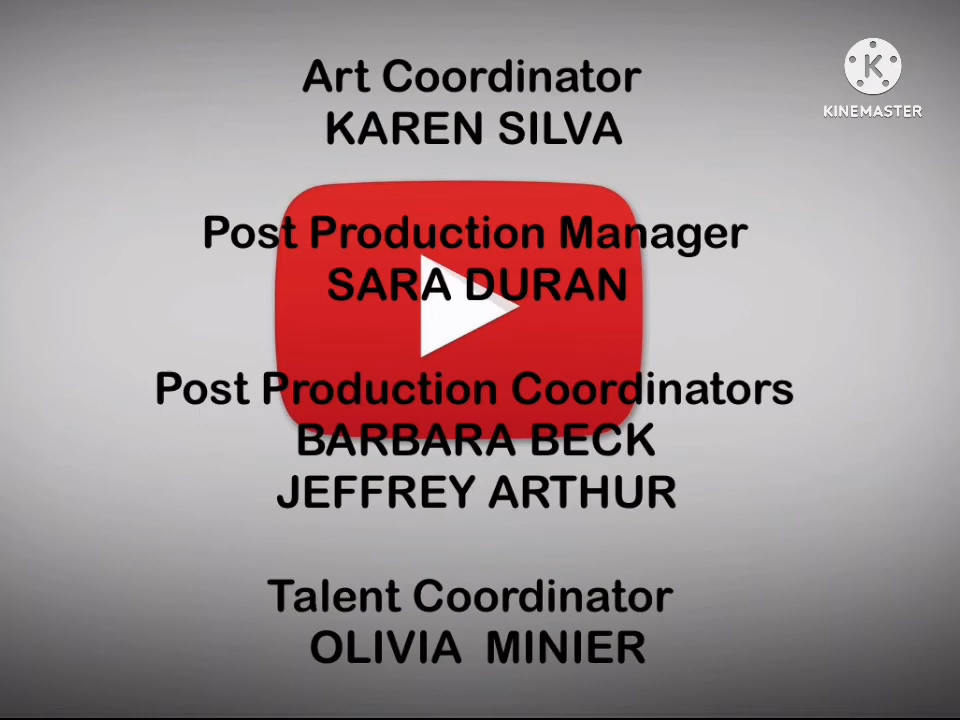 Art Coordinator
KAREN SILVA
K
KINEMASTER
Post Production Manager
SARA DURAN
Post Production Coordinators
BARBARA BECK
JEFFREY ARTHUR
Talent Coordinator
OLIVIA MINIER